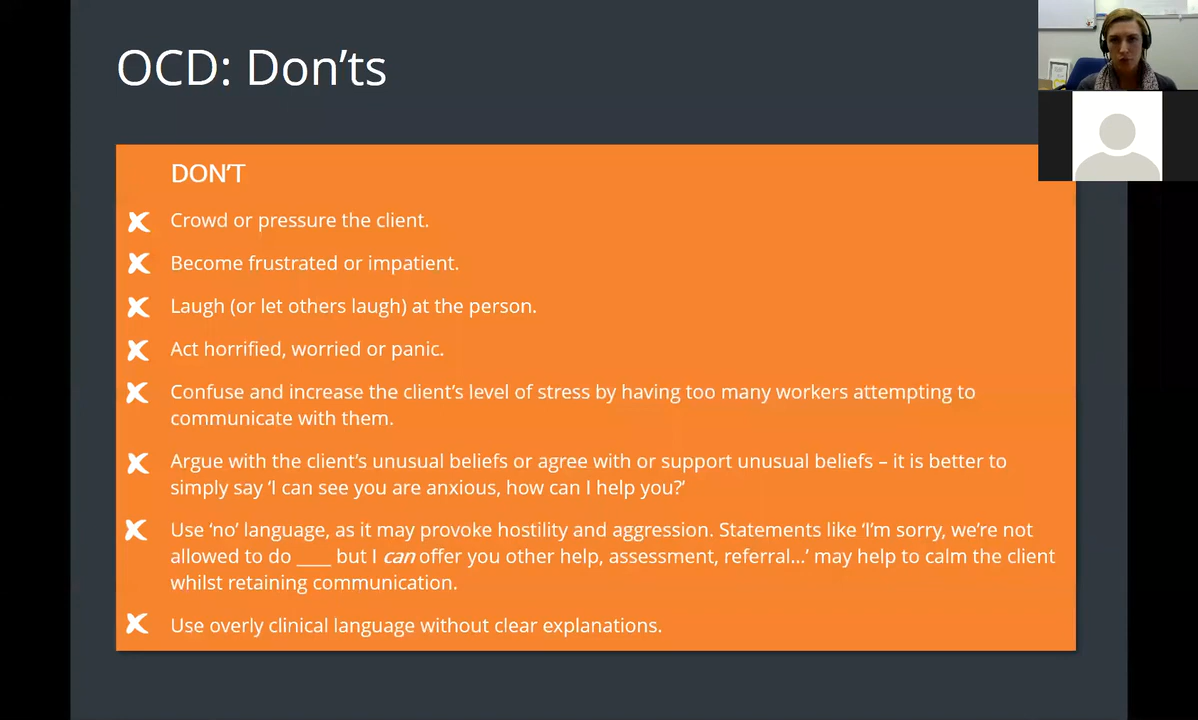 OCD: Don’ts
DON’T
Crowd or pressure the client.
Become frustrated or impatient.
Laugh (or let others laugh) at the person.
Act horrified, worried or panic.
Confuse and increase the client’s level of stress by having too many workers attempting to
communicate with them.
Argue with the client’s unusual beliefs or agree with or support unusual beliefs – it is better to
simply say ‘I can see you are anxious, how can I help you?’
Use ‘no’ language, as it may provoke hostility and aggression. Statements like ‘I’m sorry, we’re not
allowed to do ____ but I can offer you other help, assessment, referral...’ may help to calm the client
whilst retaining communication.
Use overly clinical language without clear explanations.